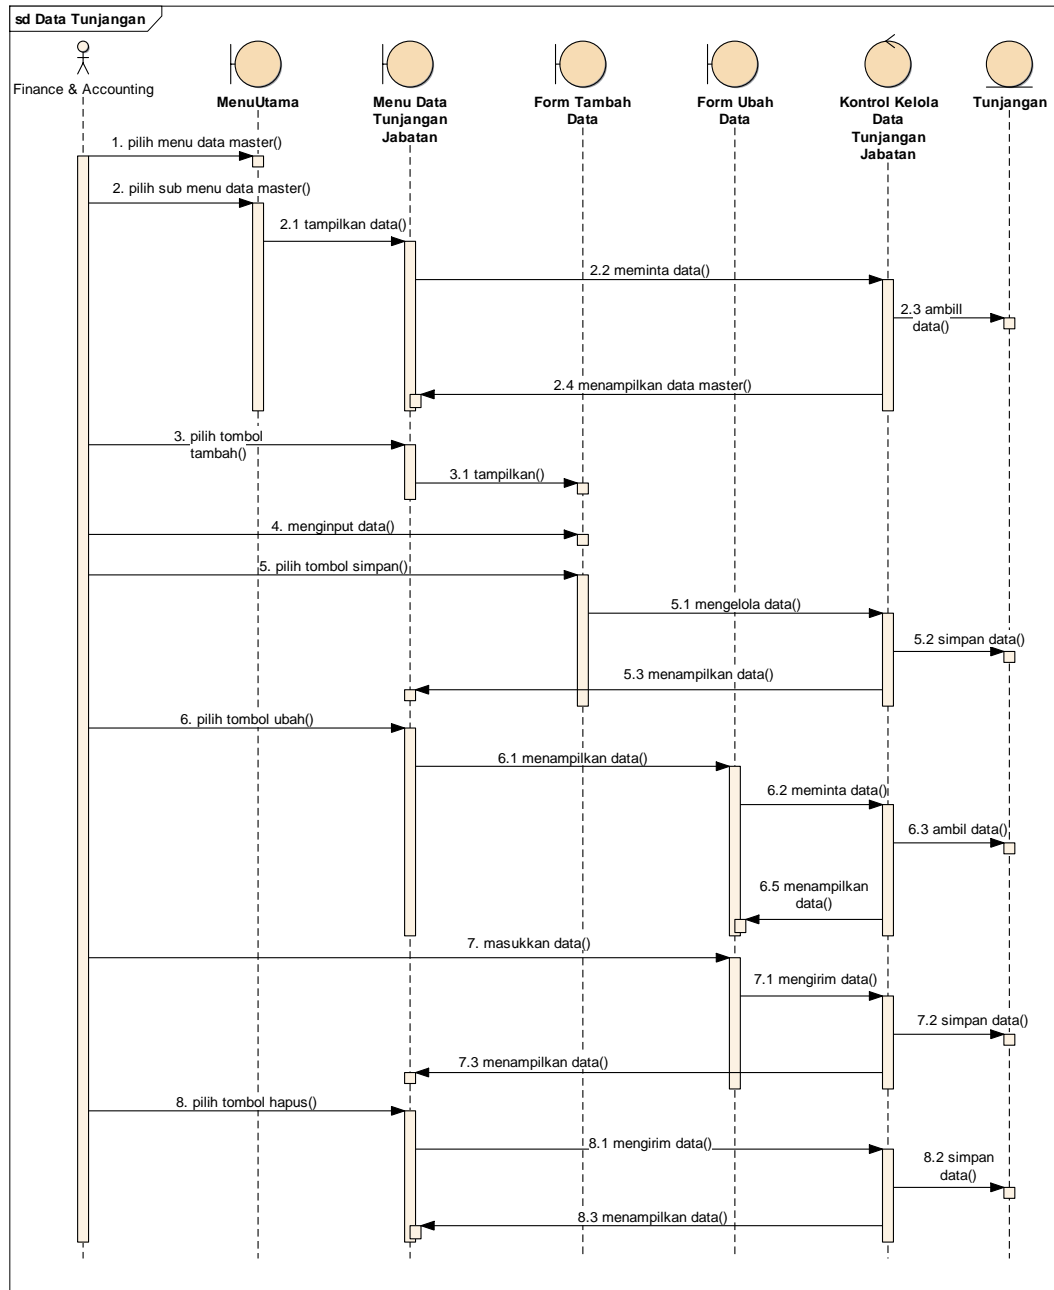 sd Data Tunjangan
Finance & Accounting
MenuUtama
Menu Data
Tunjangan
Jabatan
Form Tambah
Data
Form Ubah
Data
Kontrol Kelola
Data
Tunjangan
Jabatan
Tunjangan
1. pilih menu data master()
2. pilih sub menu data master()
2.1 tampilkan data()
2.2 meminta data()
2.3 ambill
data()
2.4 menampilkan data master()
3. pilih tombol
tambah()
3.1 tampilkan()
4. menginput data()
5. pilih tombol simpan()
5.1 mengelola data()
5.2 simpan data()
5.3 menampilkan data()
6. pilih tombol ubah()
6.1 menampilkan data()
6.2 meminta data()
6.3 ambil data()
6.5 menampilkan
data()
7. masukkan data()
7.1 mengirim data()
7.2 simpan data()
7.3 menampilkan data()
8. pilih tombol hapus()
8.1 mengirim data()
8.2 simpan
data()
8.3 menampilkan data()